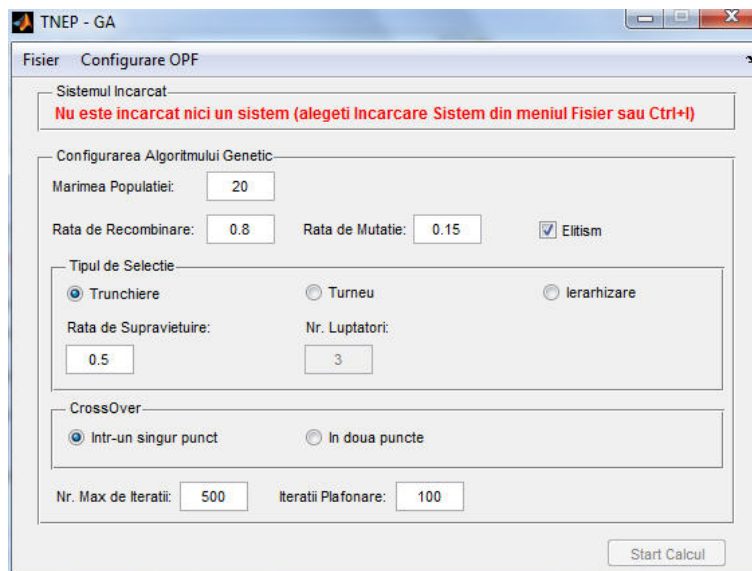 TNEP - GA
Fisier Configurare OPF
Sistemul Incarcat
Nu este incarcat nici un sistem (alegeti Incarcare Sistem din meniul Fisier sau Ctrl+I)
Configurarea Algoritmului Genetic
Marimea Populatiei: 20
Rata de Recombinare: 0.8 Rata de Mutatie: 0.15 Elitism
Tipul de Selectie
Trunchiere Turneu Ierarhizare
Rata de Supravietuire: Nr. Luptatori:
0.5 3
CrossOver
Intr-un singur punct In doua puncte
Nr. Max de Iteratii: 500 Iteratii Plafonare: 100
Start Calcul